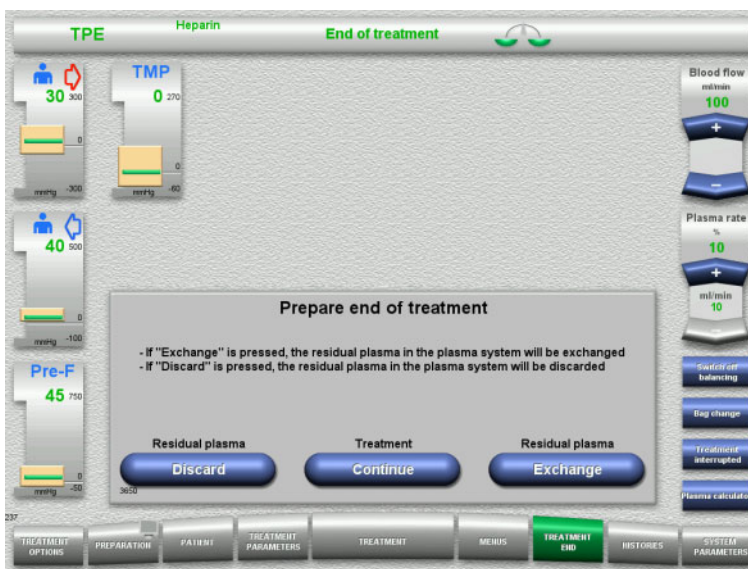 TPE
Heparin
End of treatment
30 300
0
mmHg -300
TMP
0 270
0
mmHg -60
40 500
0
mmHg -100
Pre-F
45 750
0
mmHg -50
Blood flow
ml/min
100
+
−
Plasma rate
%
10
+
ml/min
10
−
Switch off
balancing
Bag change
Treatment
interrupted
Plasma calculato
Prepare end of treatment
- If "Exchange" is pressed, the residual plasma in the plasma system will be exchanged
- If "Discard" is pressed, the residual plasma in the plasma system will be discarded
Residual plasma
Discard
Treatment
Continue
Residual plasma
Exchange
3650
237
TREATMENT
OPTIONS
PREPARATION
PATIENT
TREATMENT
PARAMETERS
TREATMENT
MENUS
TREATMENT
END
HISTORIES
SYSTEM
PARAMETERS